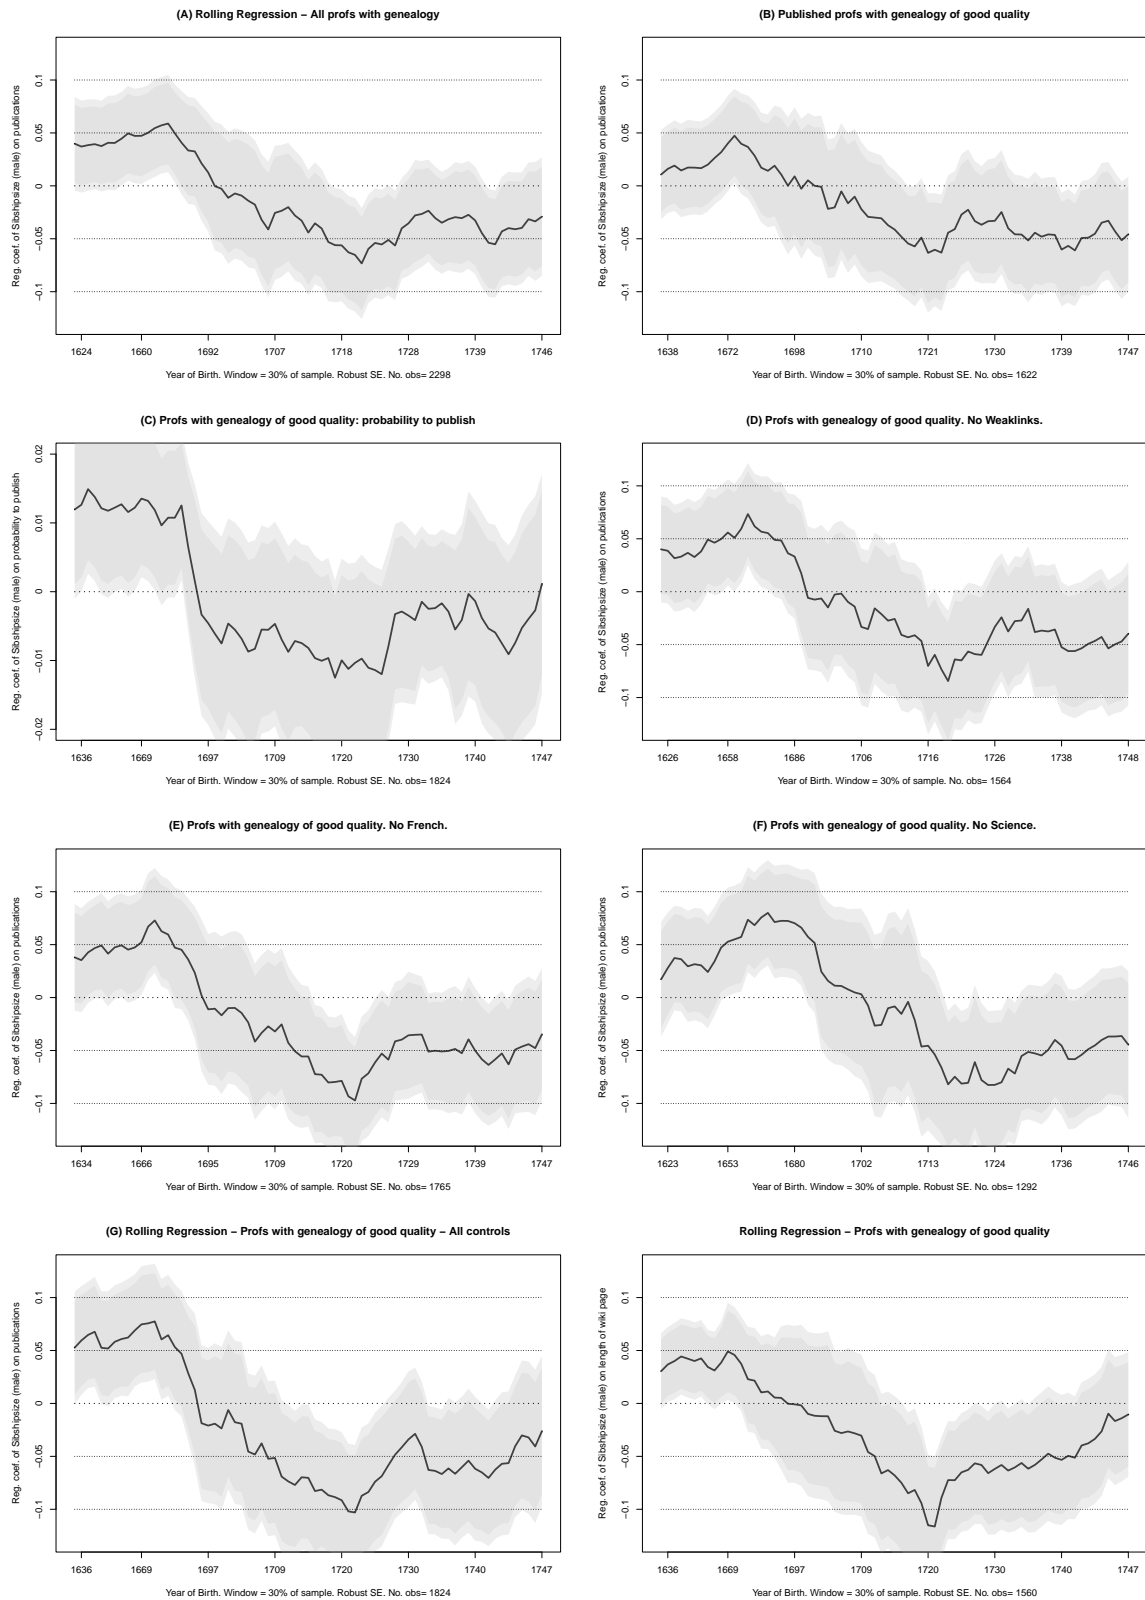 (A) Rolling Regression – All profs with genealogy
Reg. coef. of Sibshipsize (male) on publications
0.1
0.05
0
−0.05
−0.1
1624 1660 1692 1707 1718 1728 1739 1746
Year of Birth. Window = 30% of sample. Robust SE. No. obs= 2298
(B) Published profs with genealogy of good quality
Reg. coef. of Sibshipsize (male) on publications
0.1
0.05
0
−0.05
−0.1
1638 1672 1698 1710 1721 1730 1739 1747
Year of Birth. Window = 30% of sample. Robust SE. No. obs= 1622
(C) Profs with genealogy of good quality: probability to publish
Reg. coef. of Sibshipsize (male) on probability to publish
0.02
0.01
0
−0.01
−0.02
1636 1669 1697 1709 1720 1730 1739 1747
Year of Birth. Window = 30% of sample. Robust SE. No. obs= 1824
(D) Profs with genealogy of good quality. No Weaklinks.
Reg. coef. of Sibshipsize (male) on publications
0.1
0.05
0
−0.05
−0.1
1626 1658 1686 1706 1716 1727 1738 1748
Year of Birth. Window = 30% of sample. No. obs= 1564
(E) Profs with genealogy of good quality. No French.
Reg. coef. of Sibshipsize (male) on publications
0.1
0.05
0
−0.05
−0.1
1634 1666 1695 1709 1720 1729 1739 1747
Year of Birth. Window = 30% of sample. Robust SE. No. obs= 1765
(F) Profs with genealogy of good quality. No Science.
Reg. coef. of Sibshipsize (male) on publications
0.1
0.05
0
−0.05
−0.1
1623 1653 1680 1702 1713 1724 1736 1746
Year of Birth. Window = 30% of sample. Robust SE. No. obs= 1292
(G) Rolling Regression – Profs with genealogy of good quality – All controls
Reg. coef. of Sibshipsize (male) on publications
0.1
0.05
0
−0.05
−0.1
1636 1669 1697 1709 1720 1730 1739 1747
Year of Birth. Window = 30% of sample. Robust SE. No. obs= 1824
Rolling Regression – Profs with genealogy of good quality
Reg. coef. of Sibshipsize (male) on length of wiki page
0.1
0.05
0
−0.05
−0.1
1636 1669 1697 1709 1720 1730 1739 1747
Year of Birth. Window = 30% of sample. Robust SE. No. obs= 1560